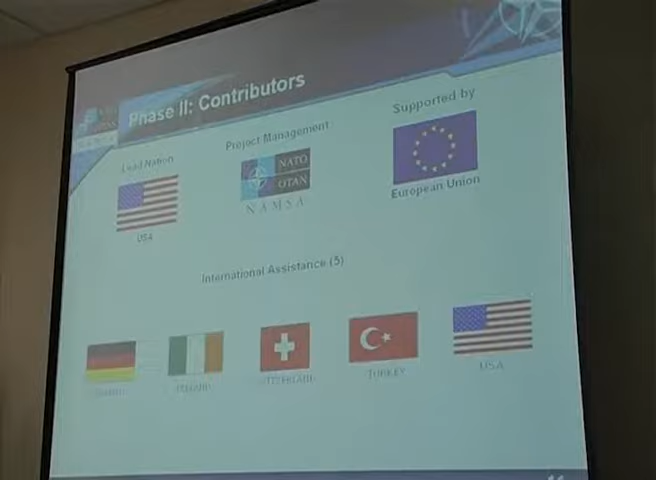 Phase II: Contributors
Lead Nation
Project Management
Supported by
NATO
OTAN
NAMSA
USA
European Union
International Assistance (5)
TURKEY
USA